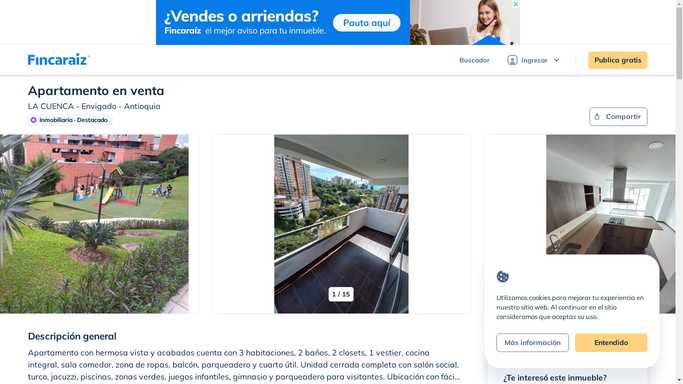 ¿Vendes o arriendas?
Fincaraíz el mejor aviso para tu inmueble.
Pauta aquí
Fincaraíz
Buscador
Ingresar
Publica gratis
Apartamento en venta
LA CUENCA - Envigado - Antioquia
Inmobiliaria · Destacado
Compartir
1 / 15
Utilizamos cookies para mejorar tu experiencia en
nuestro sitio web. Al continuar en el sitio
consideramos que aceptas su uso.
Más información
Entendido
Descripción general
Apartamento con hermosa vista y acabados cuenta con 3 habitaciones, 2 baños, 2 closets, 1 vestier, cocina
integral, sala comedor, zona de ropas, balcón, parqueadero y cuarto útil. Unidad cerrada completa con salón social,
turco, jacuzzi, piscinas, zonas verdes, juegos infantiles, gimnasio y parqueadero para visitantes. Ubicación con fáci...
¿Te interesó este inmueble?